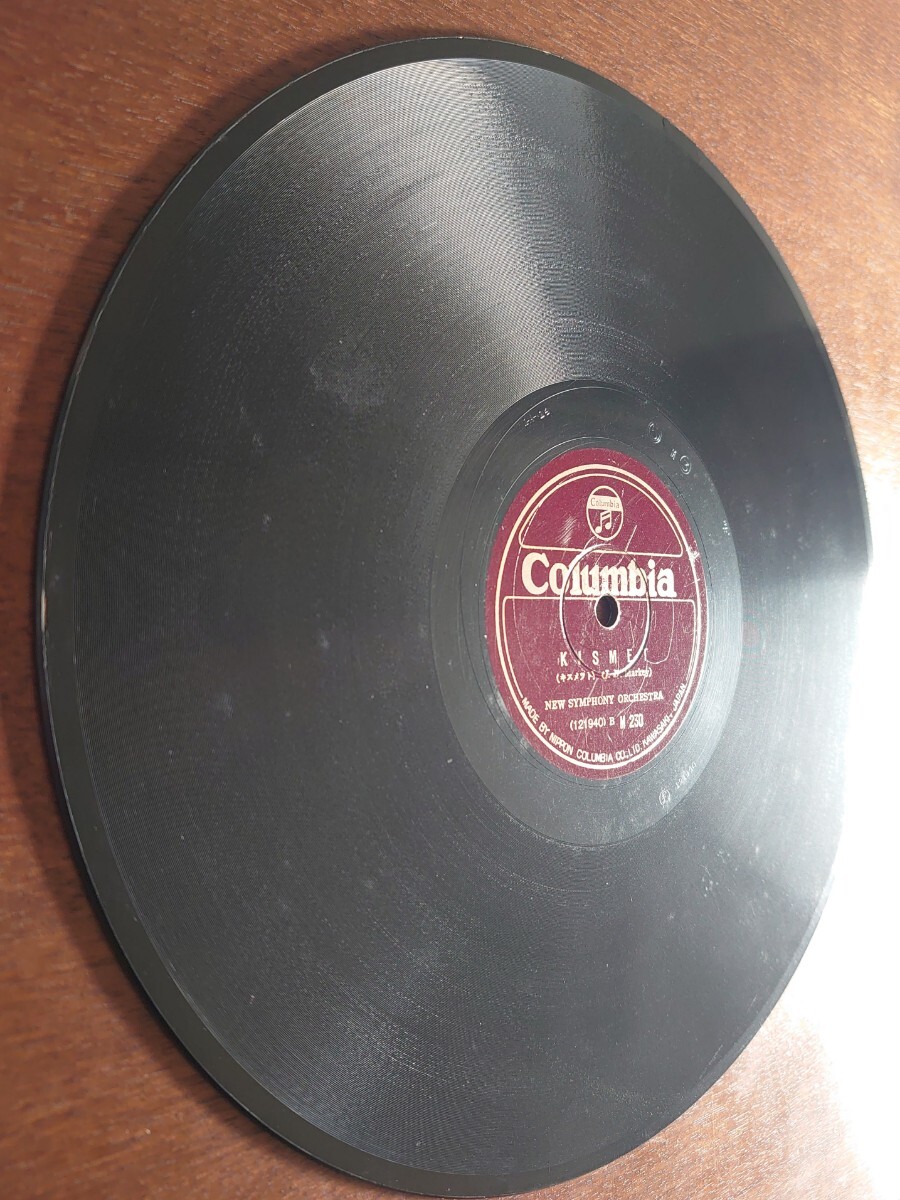 Columbia
Columbia
KISMET
(キスメット) Markey)
NEW SYMPHONY ORCHESTRA
(121940) B M 230
MADE BY NIPPON COLUMBIA CO., LTD. KAWASAKI, JAPAN